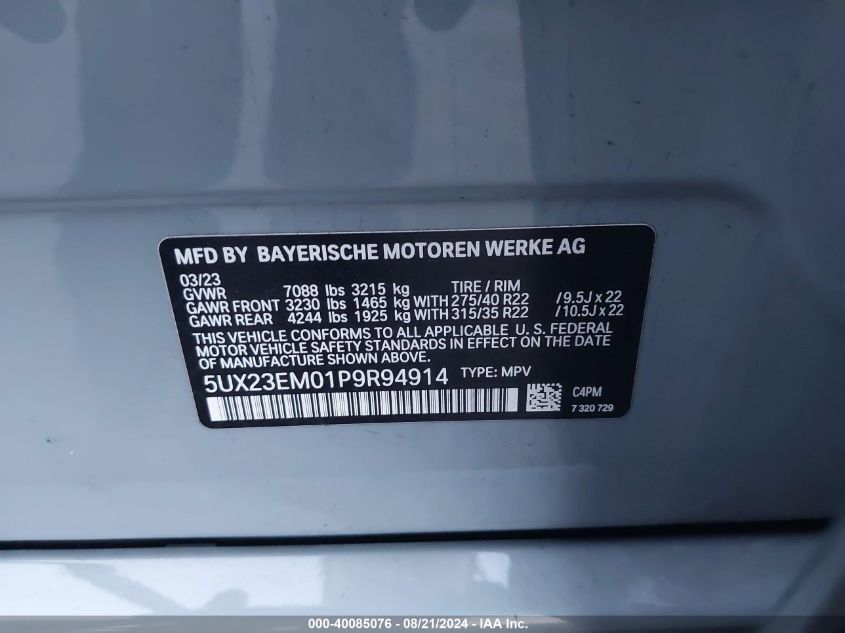 MFD BY BAYERISCHE MOTOREN WERKE AG
03/23
GVWR 7088 lbs 3215 kg TIRE / RIM
GAWR FRONT 3230 lbs 1465 kg WITH 275/40 R22 / 9.5J x 22
GAWR REAR 4244 lbs 1925 kg WITH 315/35 R22 / 10.5J x 22
THIS VEHICLE CONFORMS TO ALL APPLICABLE U. S. FEDERAL
MOTOR VEHICLE SAFETY STANDARDS IN EFFECT ON THE DATE
OF MANUFACTURE SHOWN ABOVE.
5UX23EM01P9R94914 TYPE: MPV
C4PM
7 320 729
000-40085076 - 08/21/2024 - IAA Inc.